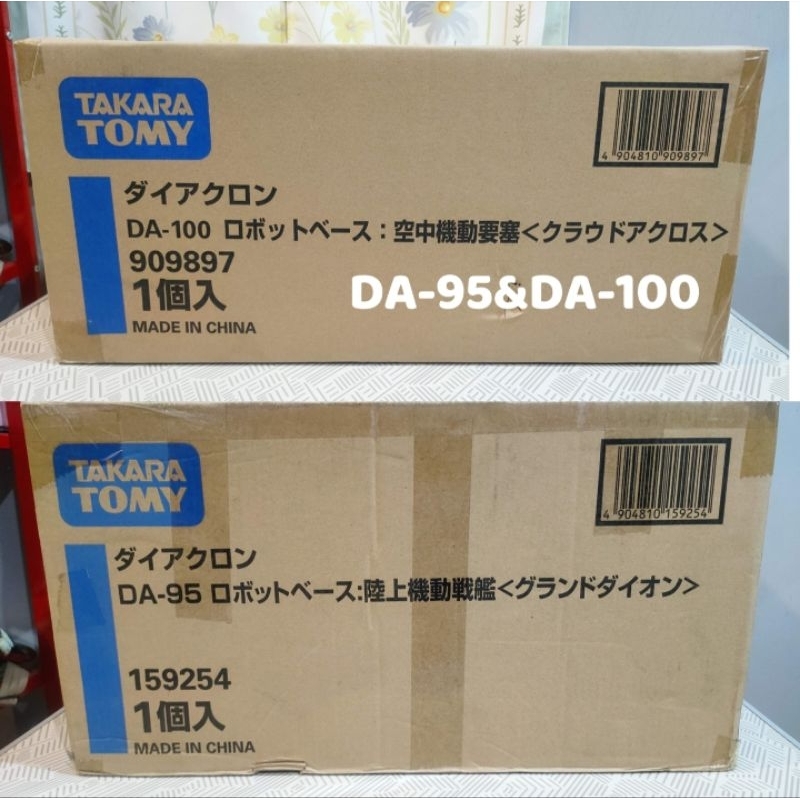 TAKARA
TOMY
4 904810 909897
ダイアクロン
DA-100 ロボットベース：空中機動要塞<クラウドアクロス>
909897
1個入
DA-95&DA-100
MADE IN CHINA
TAKARA
TOMY
4 904810 159254
ダイアクロン
DA-95 ロボットベース:陸上機動戦艦<グランドダイオン>
159254
1個入
MADE IN CHINA